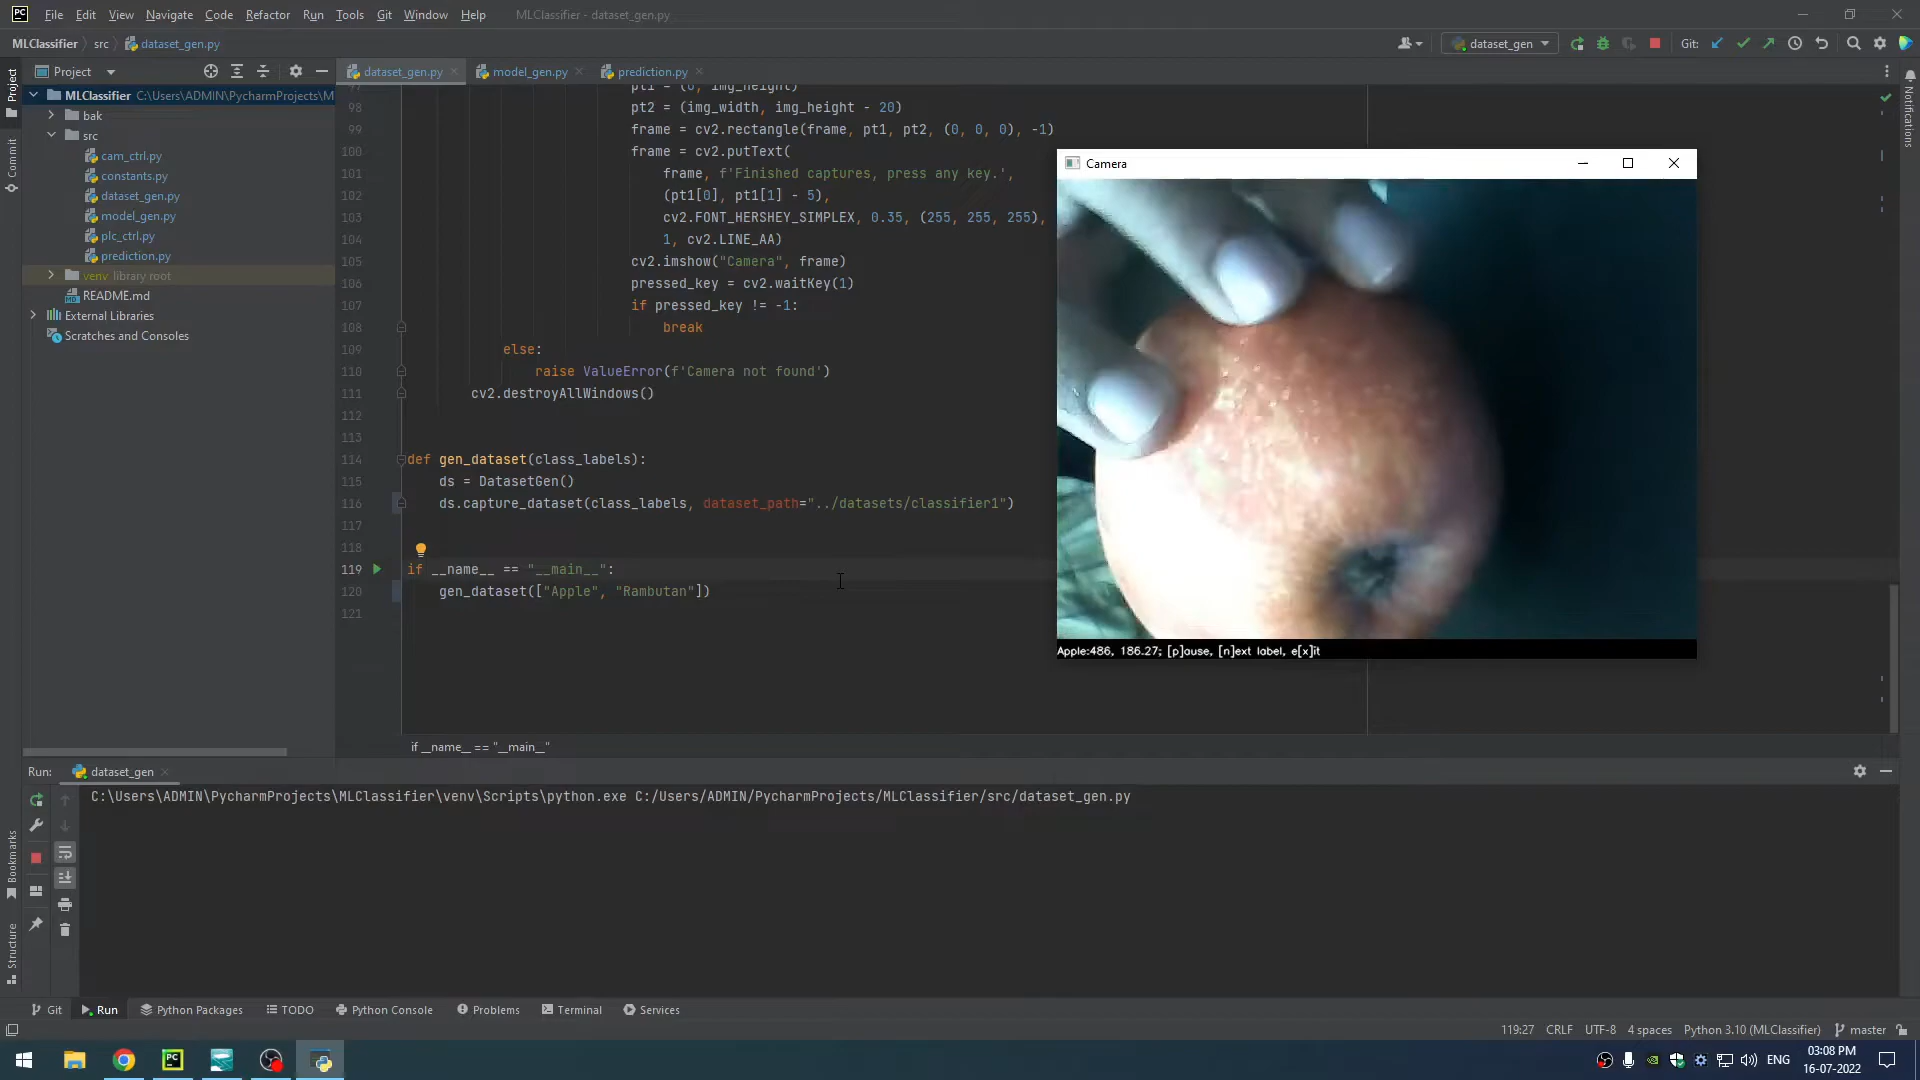 PC File Edit View Navigate Code Refactor Run Tools Git Window Help MLClassifier - dataset_gen.py
MLClassifier src dataset_gen.py dataset_gen Git:
Project dataset_gen.py model_gen.py prediction.py
Project
Commit
Bookmarks
Structure
Notifications
MLClassifier C:\Users\ADMIN\PycharmProjects\M
bak
src
cam_ctrl.py
constants.py
dataset_gen.py
model_gen.py
plc_ctrl.py
prediction.py
venv library root
README.md
External Libraries
Scratches and Consoles
98 pt2 = (img_width, img_height - 20)
99 frame = cv2.rectangle(frame, pt1, pt2, (0, 0, 0), -1)
100 frame = cv2.putText(
101 frame, f'Finished captures, press any key.',
102 (pt1[0], pt1[1] - 5),
103 cv2.FONT_HERSHEY_SIMPLEX, 0.35, (255, 255, 255),
104 1, cv2.LINE_AA)
105 cv2.imshow("Camera", frame)
106 pressed_key = cv2.waitKey(1)
107 if pressed_key != -1:
108 break
109 else:
110 raise ValueError(f'Camera not found')
111 cv2.destroyAllWindows()
112
113
114 def gen_dataset(class_labels):
115 ds = DatasetGen()
116 ds.capture_dataset(class_labels, dataset_path="../datasets/classifier1")
117
118
119 if __name__ == "__main__":
120 gen_dataset(["Apple", "Rambutan"])
121
if __name__ == "__main__"
Camera
Apple:486, 186.27; [p]ause, [n]ext label, e[x]it
Run: dataset_gen
C:\Users\ADMIN\PycharmProjects\MLClassifier\venv\Scripts\python.exe C:/Users/ADMIN/PycharmProjects/MLClassifier/src/dataset_gen.py
Git Run Python Packages TODO Python Console Problems Terminal Services
119:27 CRLF UTF-8 4 spaces Python 3.10 (MLClassifier) master
PC ENG 03:08 PM
16-07-2022